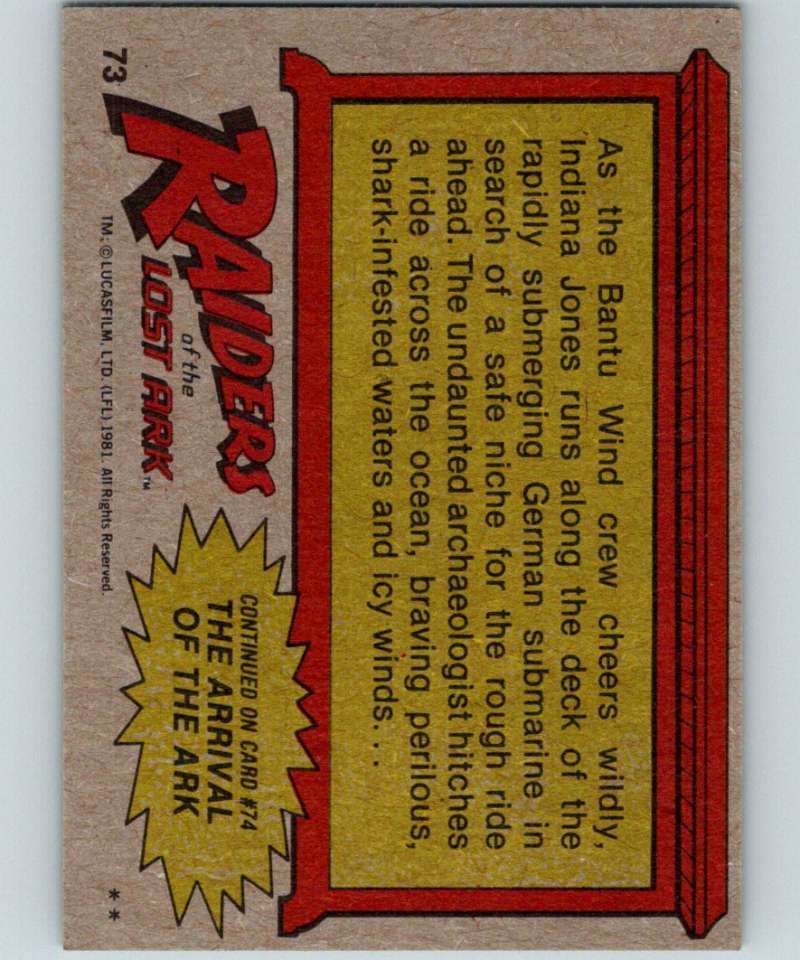 As the Bantu Wind crew cheers wildly,
Indiana Jones runs along the deck of the
rapidly submerging German submarine in
search of a safe niche for the rough ride
ahead. The undaunted archaeologist hitches
a ride across the ocean, braving perilous,
shark-infested waters and icy winds. . .
RAIDERS
of the
LOST ARK™
CONTINUED ON CARD #74
THE ARRIVAL
OF THE ARK
73
TM: © LUCASFILM, LTD. (LFL) 1981. All Rights Reserved.
* *